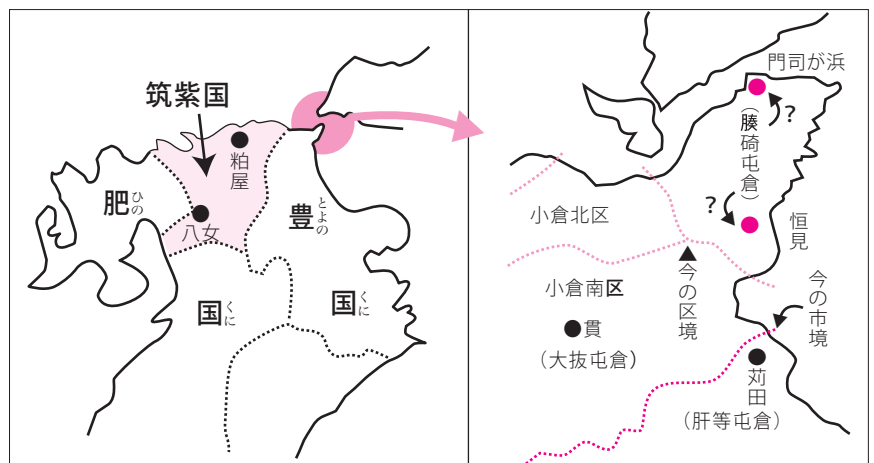 筑紫国
粕屋
八女
肥ひの
国くに
豊とよの
国くに
門司が浜
?
(腠碕屯倉)
?
恒見
小倉北区
今の区境
小倉南区
貫
(大抜屯倉)
今の市境
苅田
(肝等屯倉)